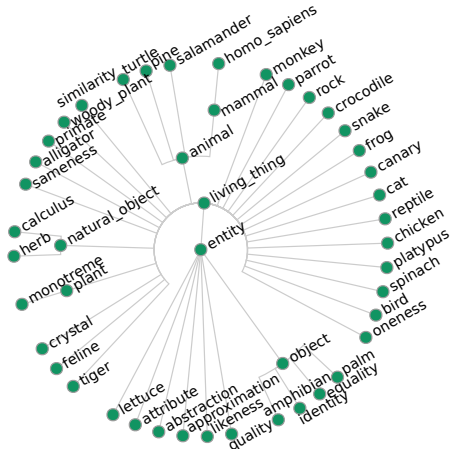 homo_sapiens
salamander
pine
turtle
similarity
monkey
parrot
woody_plant
rock
mammal
primate
crocodile
alligator
snake
animal
sameness
frog
canary
living_thing
cat
natural_object
calculus
reptile
herb
entity
chicken
platypus
monotreme
plant
spinach
bird
oneness
crystal
object
feline
palm
tiger
equality
amphibian
identity
lettuce
attribute
abstraction
approximation
likeness
quality